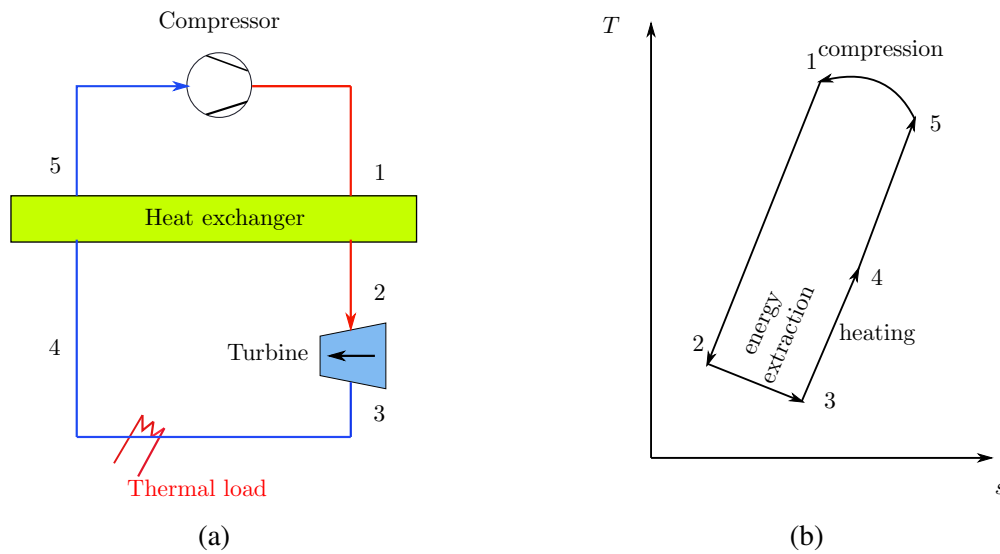 Compressor
5
1
Heat exchanger
2
4
Turbine
3
Thermal load
(a)
T
compression
1
5
energy
extraction
4
heating
2
3
s
(b)